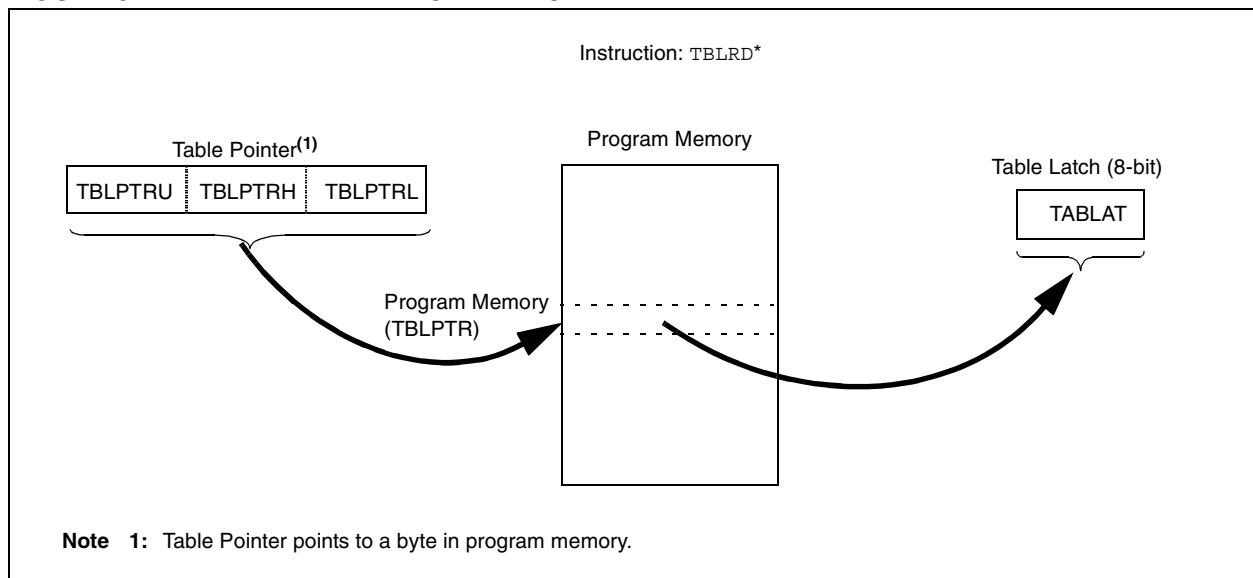 Instruction: TBLRD*
Program Memory
Table Pointer(1)
Table Latch (8-bit)
TBLPTRU TBLPTRH TBLPTRL
TABLAT
Program Memory
(TBLPTR)
Note 1: Table Pointer points to a byte in program memory.